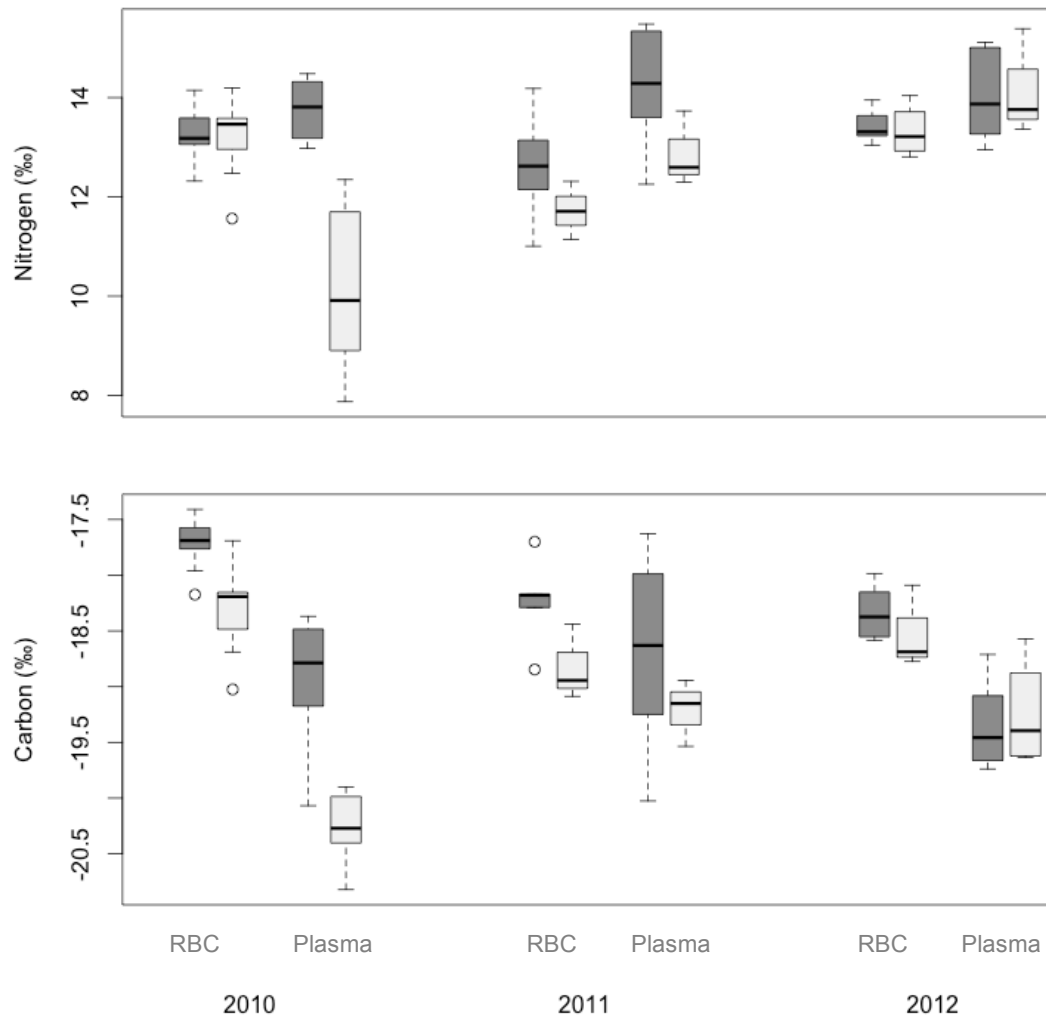 Nitrogen (‰)
14
12
10
8
Carbon (‰)
-17.5
-18.5
-19.5
-20.5
RBC Plasma RBC Plasma RBC Plasma
2010 2011 2012